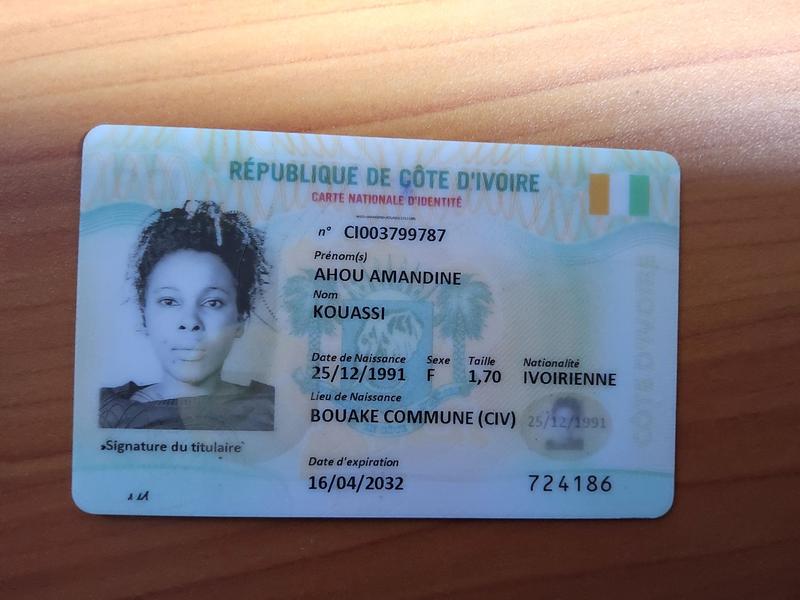 RÉPUBLIQUE DE CÔTE D'IVOIRE
CARTE NATIONALE D'IDENTITÉ
n° CI003799787
Prénom(s)
AHOU AMANDINE
Nom
KOUASSI
Date de Naissance Sexe Taille Nationalité
25/12/1991 F 1,70 IVOIRIENNE
Lieu de Naissance
BOUAKE COMMUNE (CIV)
25/12/1991
Signature du titulaire
Date d'expiration
16/04/2032
724186
CÔTE D'IVOIRE